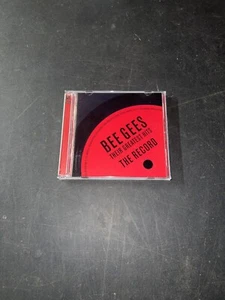 BEE GEES
THEIR GREATEST HITS
THE RECORD